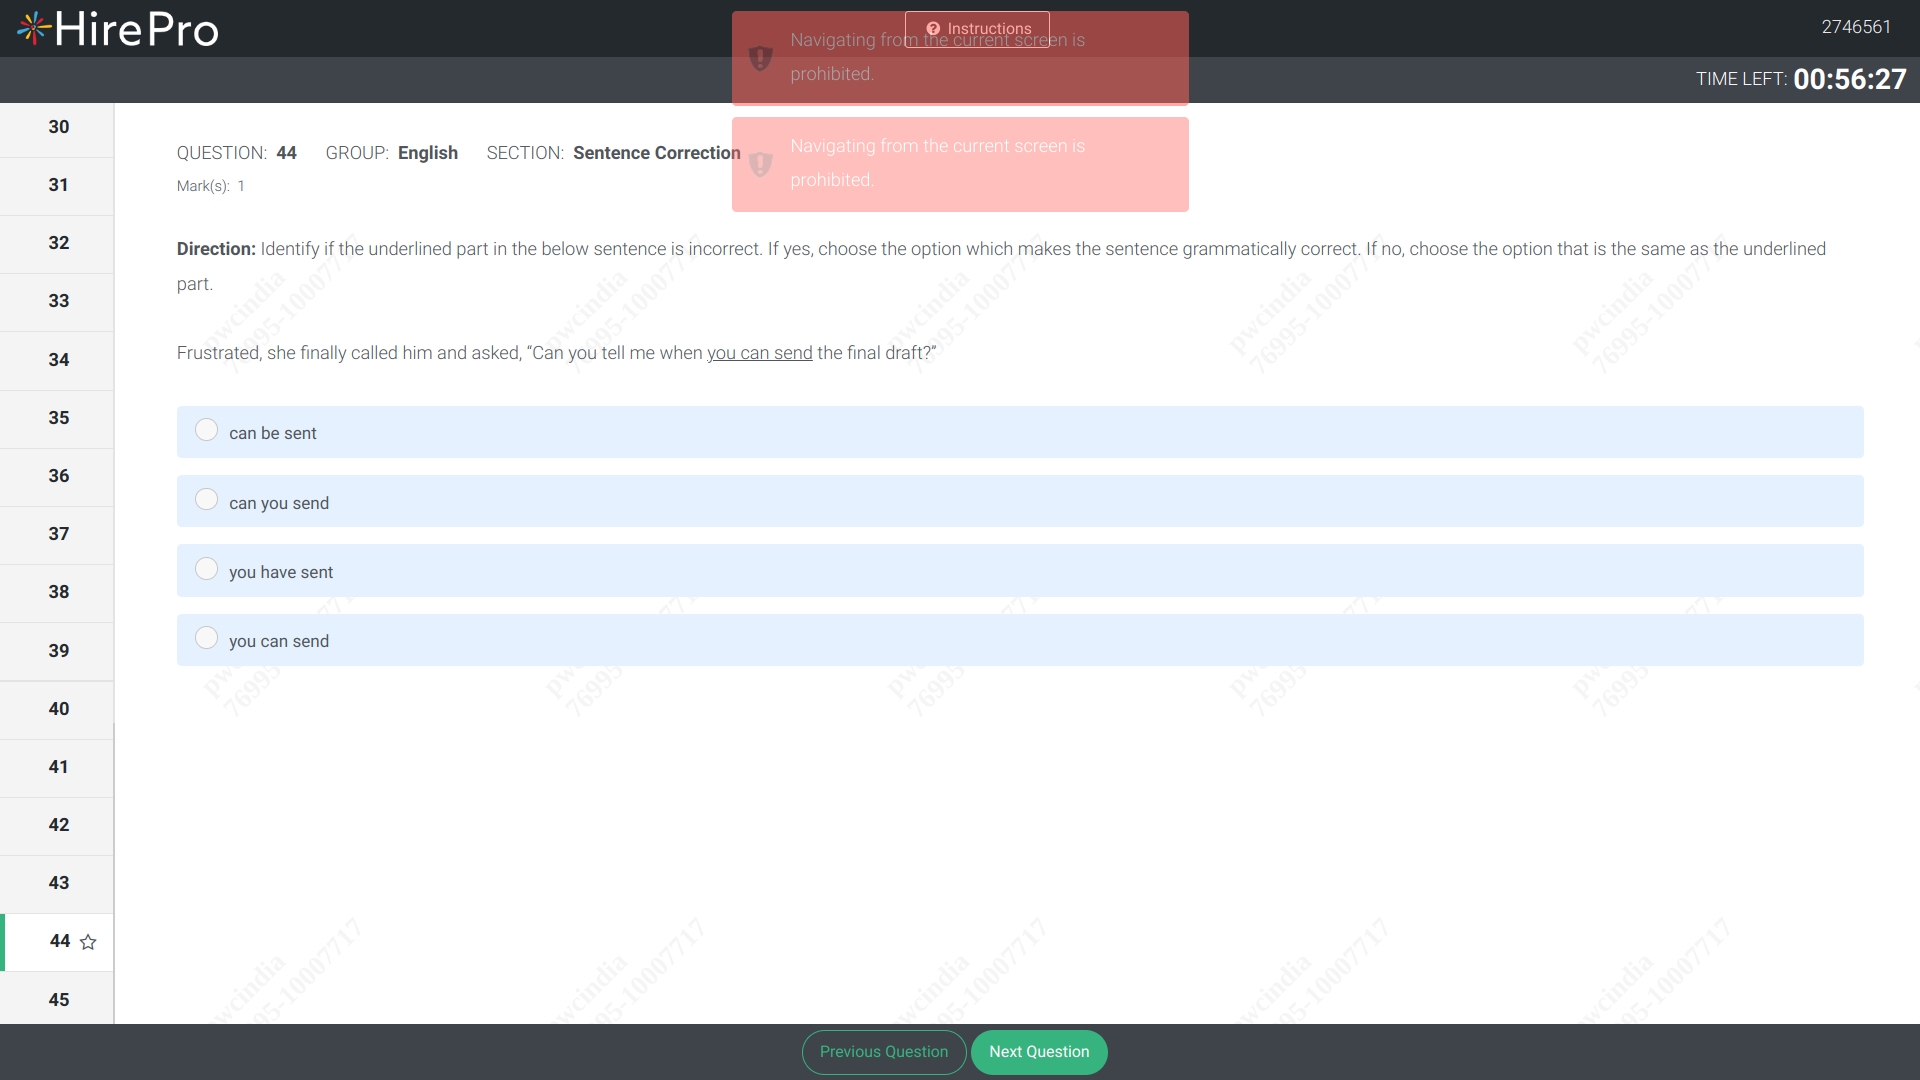 HirePro
Instructions
2746561
Navigating from the current screen is
prohibited.
TIME LEFT: 00:56:27
Navigating from the current screen is
prohibited.
30
31
32
33
34
35
36
37
38
39
40
41
42
43
44
45
QUESTION: 44 GROUP: English SECTION: Sentence Correction
Mark(s): 1
Direction: Identify if the underlined part in the below sentence is incorrect. If yes, choose the option which makes the sentence grammatically correct. If no, choose the option that is the same as the underlined
part.
Frustrated, she finally called him and asked, “Can you tell me when you can send the final draft?”
can be sent
can you send
you have sent
you can send
pwcindia
76995-10007717
Previous Question
Next Question